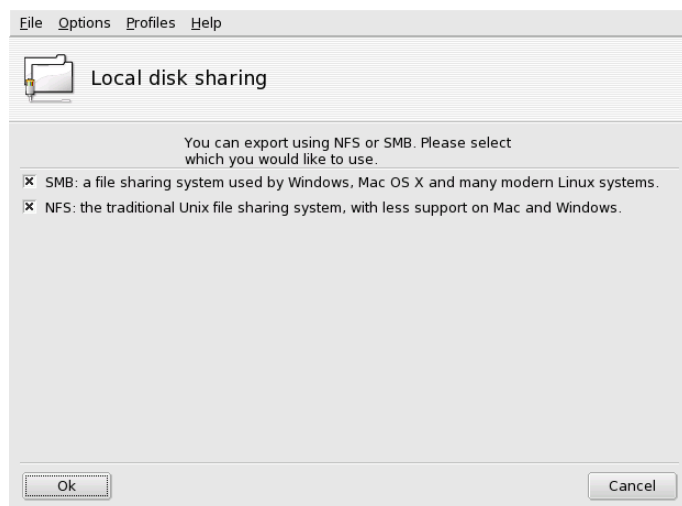 File Options Profiles Help
Local disk sharing
You can export using NFS or SMB. Please select
which you would like to use.
SMB: a file sharing system used by Windows, Mac OS X and many modern Linux systems.
NFS: the traditional Unix file sharing system, with less support on Mac and Windows.
Ok Cancel